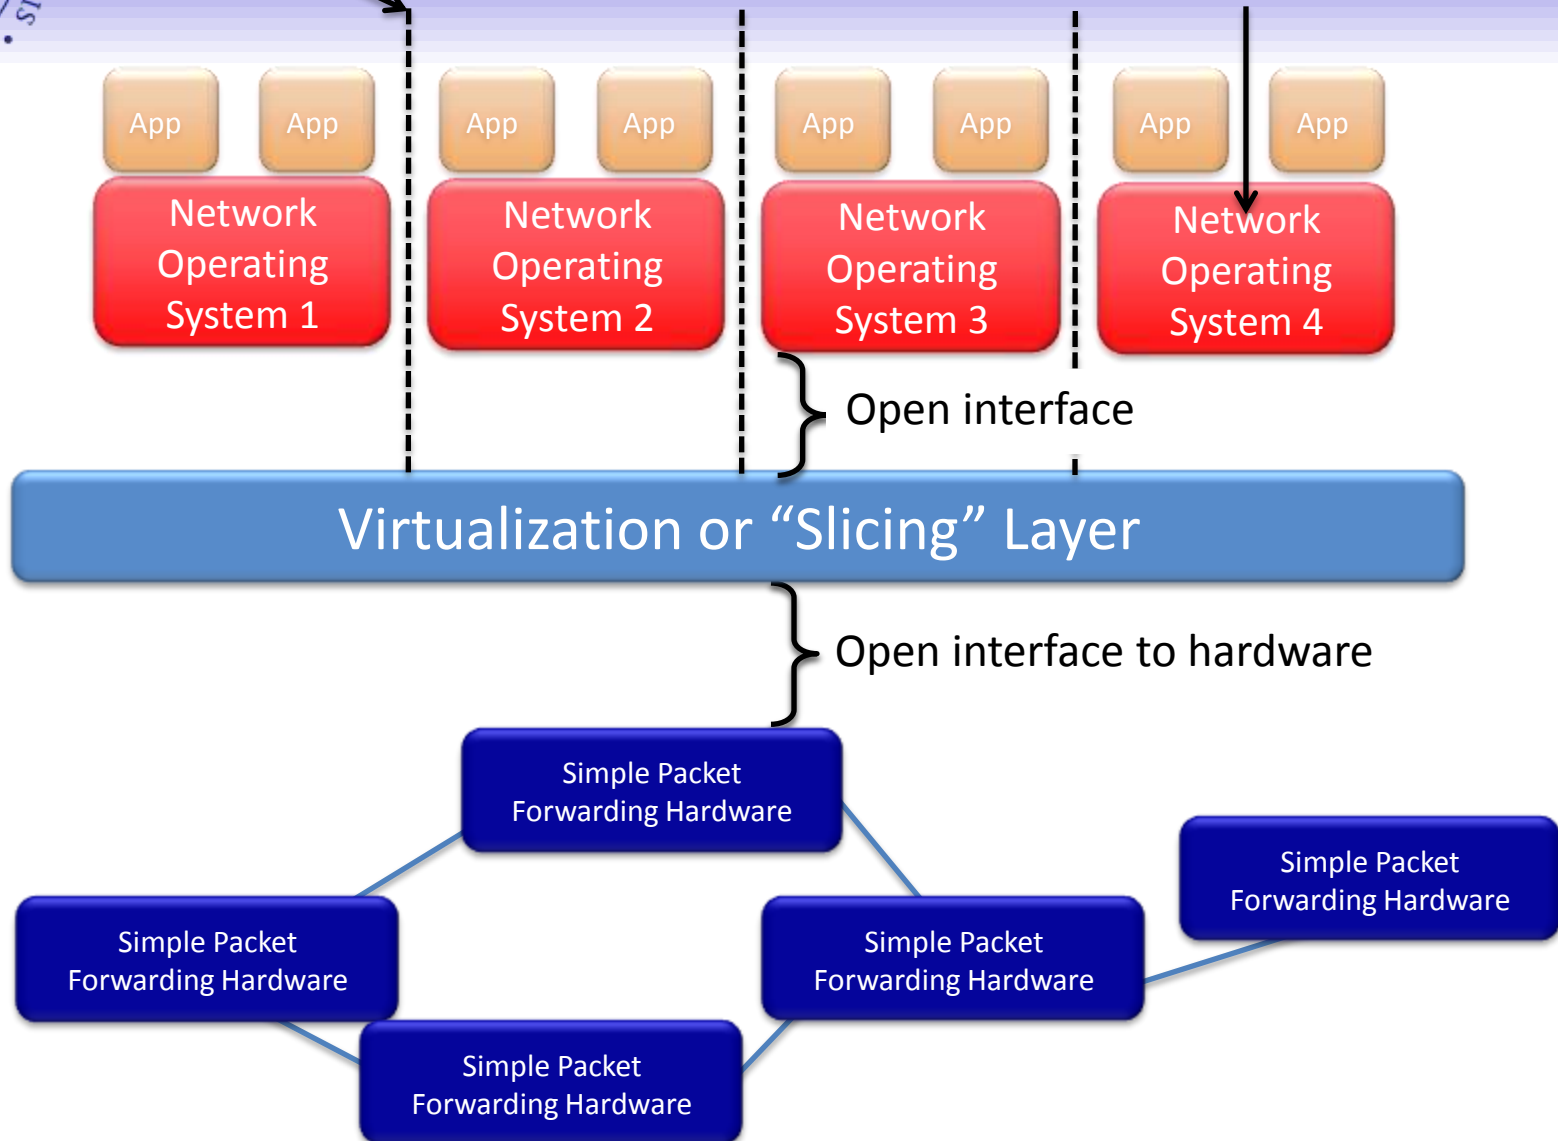 App
App
App
App
App
App
App
App
Network
Operating
System 1
Network
Operating
System 2
Network
Operating
System 3
Network
Operating
System 4
Open interface
Virtualization or “Slicing” Layer
Open interface to hardware
Simple Packet
Forwarding Hardware
Simple Packet
Forwarding Hardware
Simple Packet
Forwarding Hardware
Simple Packet
Forwarding Hardware
Simple Packet
Forwarding Hardware